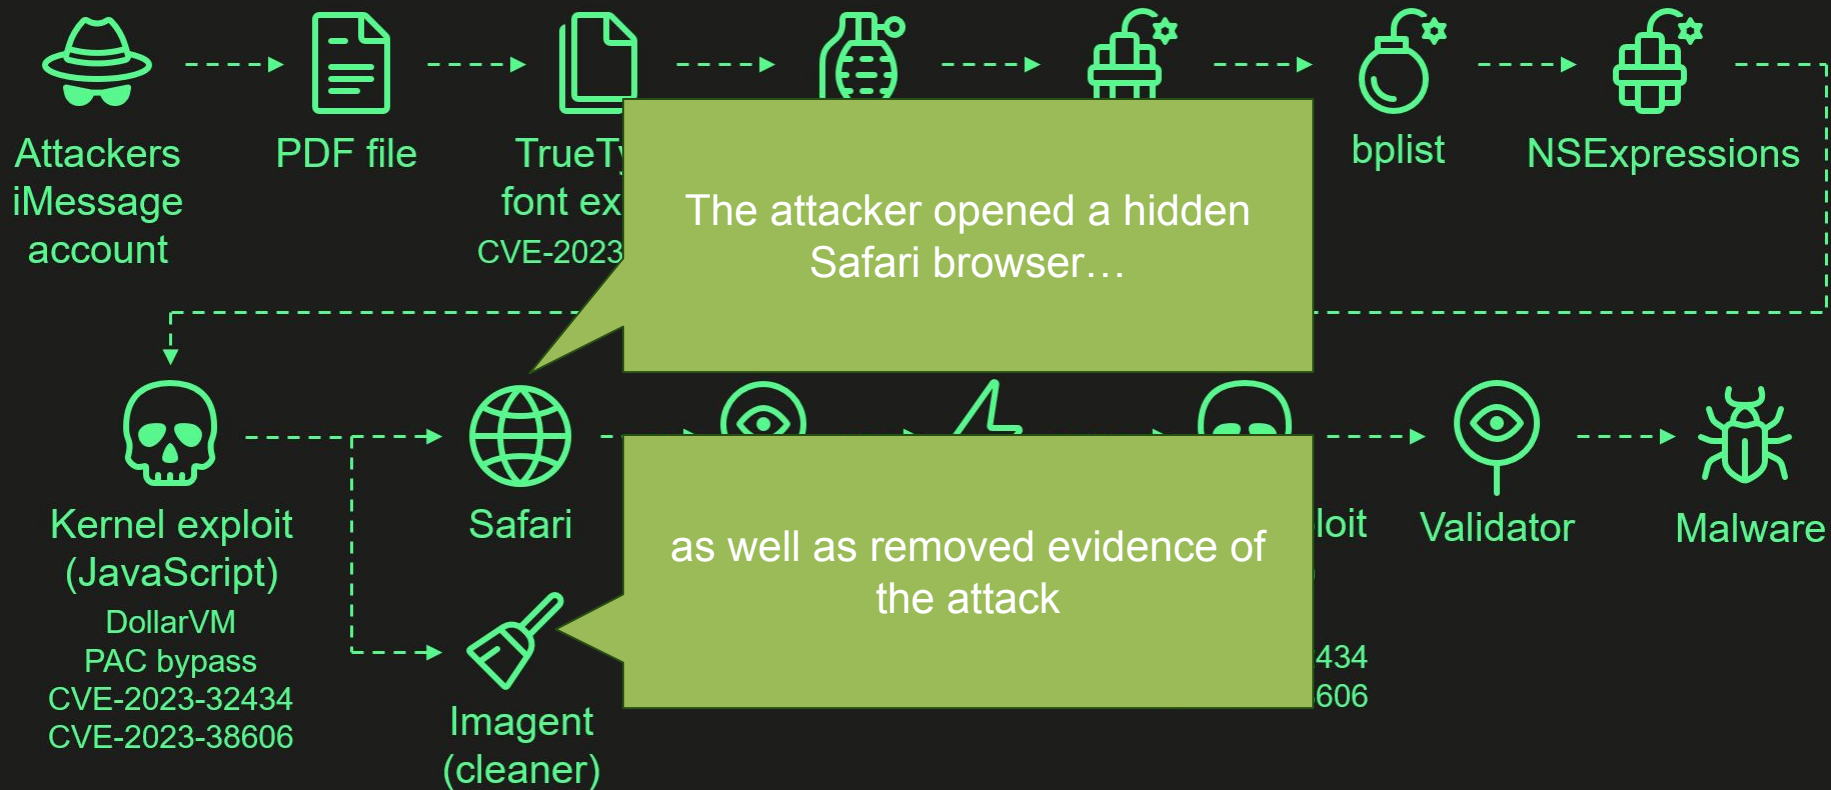 Attackers
iMessage
account
PDF file
TrueTy
font ex
CVE-2023
bplist
NSExpressions
The attacker opened a hidden
Safari browser…
Kernel exploit
(JavaScript)
DollarVM
PAC bypass
CVE-2023-32434
CVE-2023-38606
Safari
Imagent
(cleaner)
as well as removed evidence of
the attack
loit
434
606
Validator
Malware